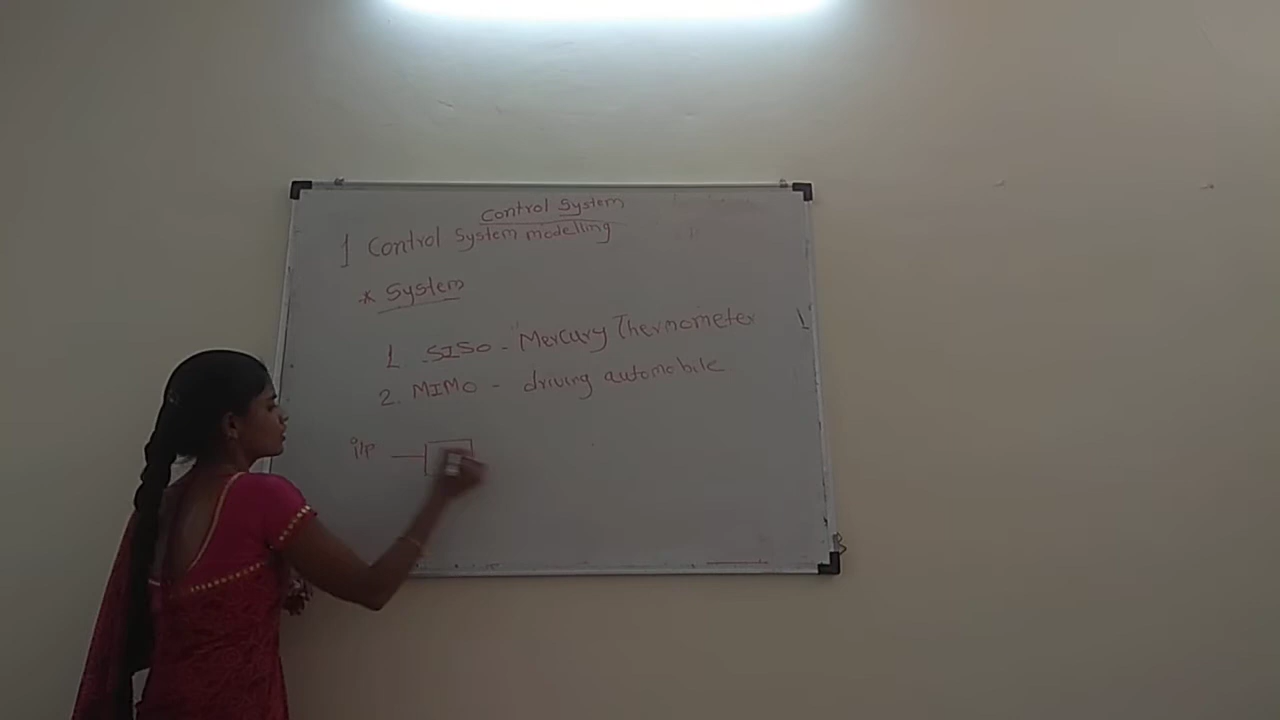 Control System
1 Control System modelling
* System
1. SISO - Mercury Thermometer
2. MIMO - driving automobile
i/p